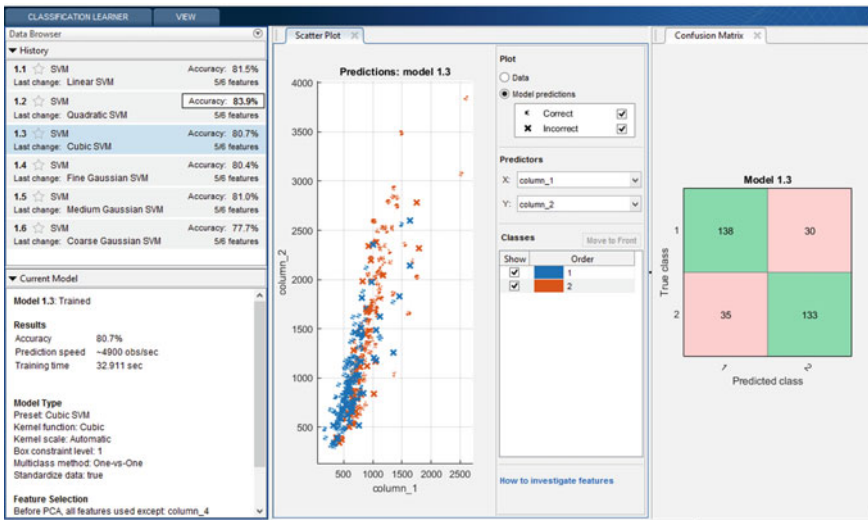 CLASSIFICATION LEARNER VIEW
Data Browser
History
1.1 SVM Accuracy: 81.5%
Last change: Linear SVM 5/6 features
1.2 SVM Accuracy: 83.9%
Last change: Quadratic SVM 5/6 features
1.3 SVM Accuracy: 80.7%
Last change: Cubic SVM 5/6 features
1.4 SVM Accuracy: 80.4%
Last change: Fine Gaussian SVM 5/6 features
1.5 SVM Accuracy: 81.0%
Last change: Medium Gaussian SVM 5/6 features
1.6 SVM Accuracy: 77.7%
Last change: Coarse Gaussian SVM 5/6 features
Current Model
Model 1.3: Trained
Results
Accuracy 80.7%
Prediction speed ~4900 obs/sec
Training time 32.911 sec
Model Type
Preset: Cubic SVM
Kernel function: Cubic
Kernel scale: Automatic
Box constraint level: 1
Multiclass method: One-vs-One
Standardize data: true
Feature Selection
Before PCA, all features used except: column_4
Scatter Plot
Predictions: model 1.3
4000
3500
3000
2500
2000
1500
1000
500
column_2
500 1000 1500 2000 2500
column_1
Plot
Data
Model predictions
Correct
Incorrect
Predictors
X: column_1
Y: column_2
Classes Move to Front
Show Order
1
2
How to investigate features
Confusion Matrix
Model 1.3
1 138 30
2 35 133
True class
1 2
Predicted class